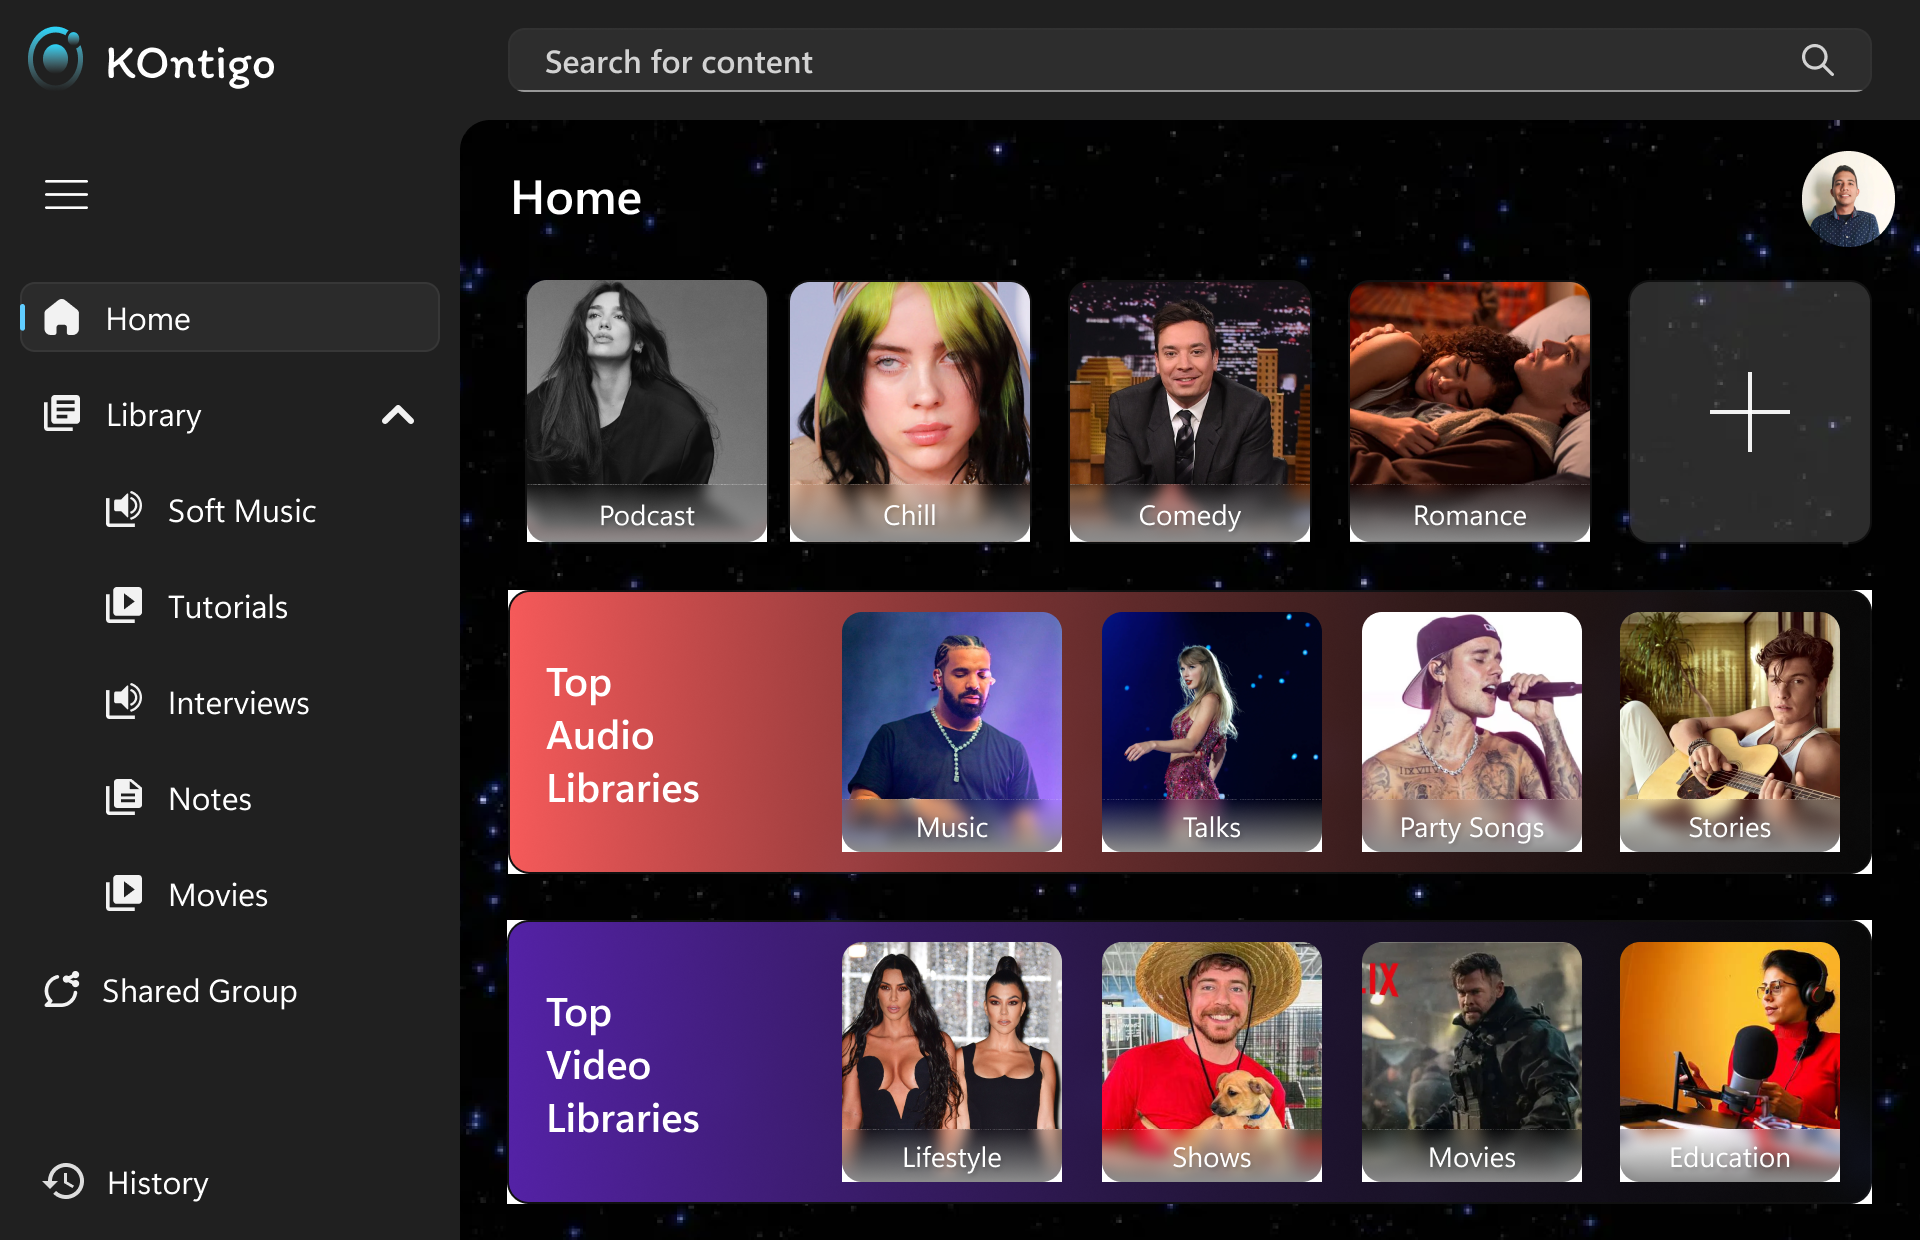 KOntigo
Search for content
Home
Home
Library
Soft Music
Tutorials
Interviews
Notes
Movies
Shared Group
History
Podcast
Chill
Comedy
Romance
Top
Audio
Libraries
Music
Talks
Party Songs
Stories
Top
Video
Libraries
LIX
Lifestyle
Shows
Movies
Education